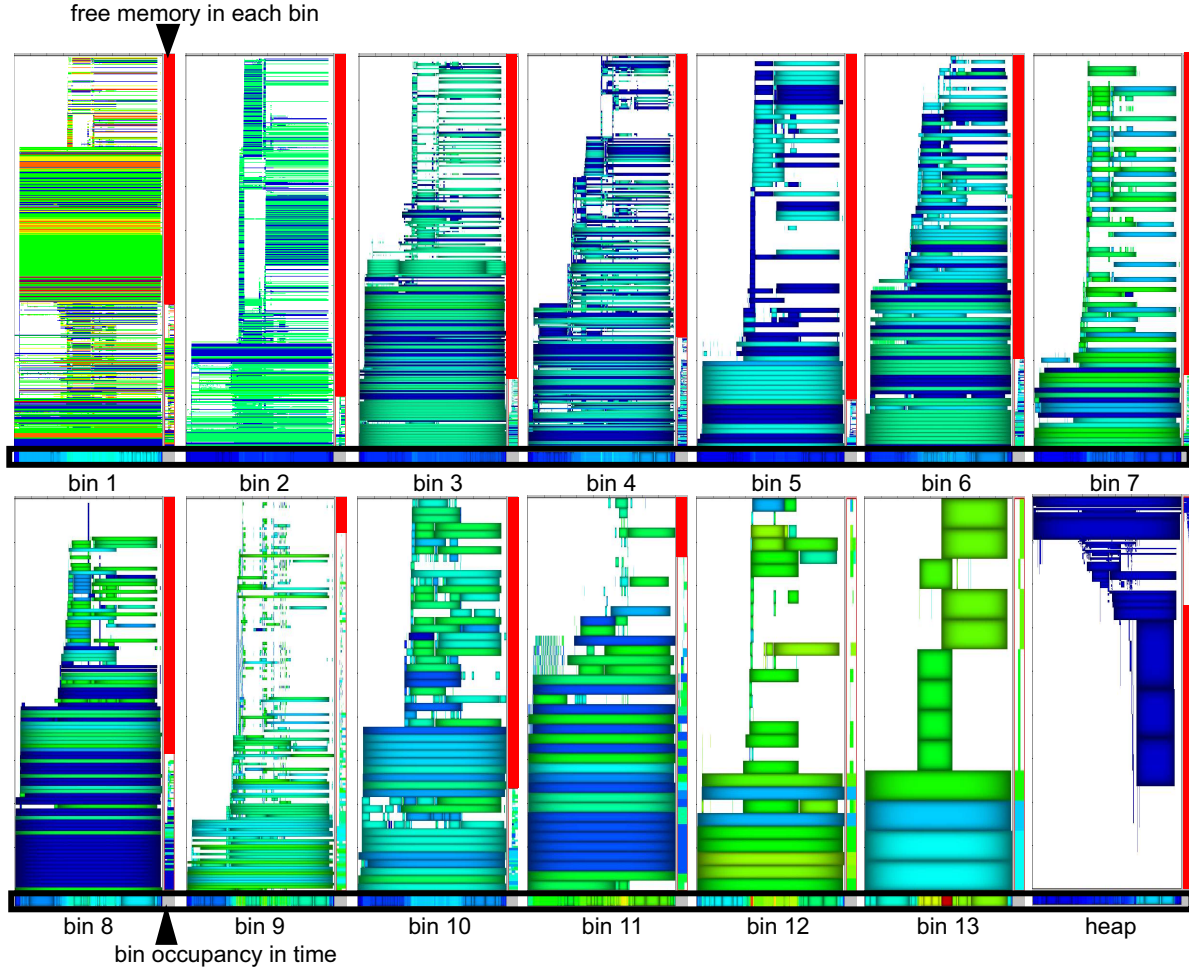 free memory in each bin
bin 1 bin 2 bin 3 bin 4 bin 5 bin 6 bin 7
bin 8 bin 9 bin 10 bin 11 bin 12 bin 13 heap
bin occupancy in time